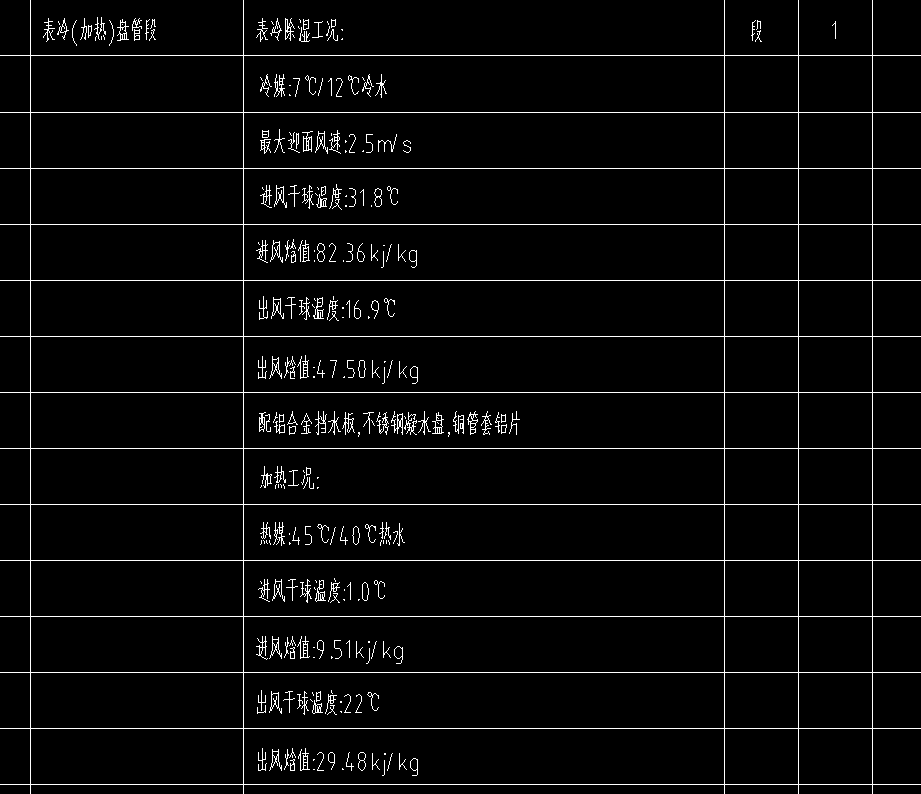 表冷(加热)盘管段 表冷除湿工况: 段 1
冷媒:7℃/12℃冷水
最大迎面风速:2.5m/s
进风干球温度:31.8℃
进风焓值:82.36kj/kg
出风干球温度:16.9℃
出风焓值:47.50kj/kg
配铝合金挡水板,不锈钢凝水盘,铜管套铝片
加热工况:
热媒:45℃/40℃热水
进风干球温度:1.0℃
进风焓值:9.51kj/kg
出风干球温度:22℃
出风焓值:29.48kj/kg